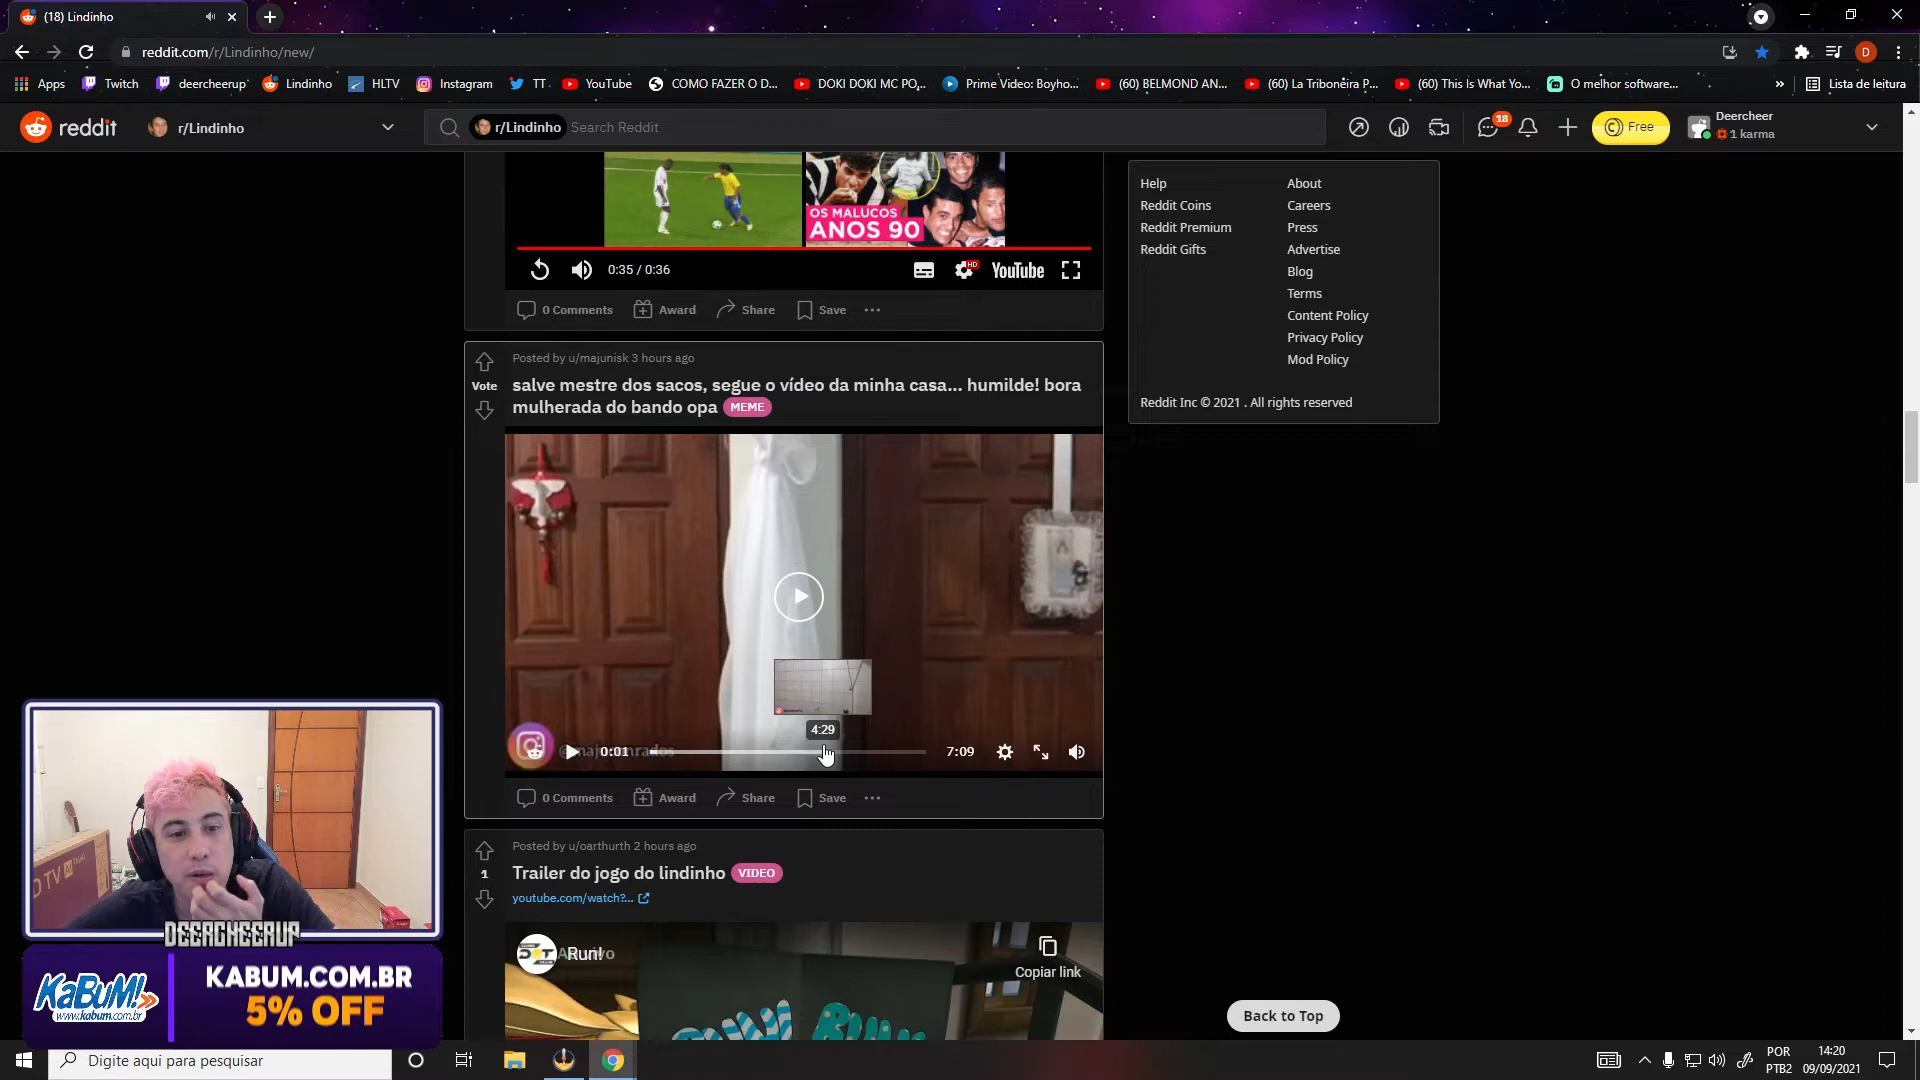 (18) Lindinho
reddit.com/r/Lindinho/new/
Apps
Twitch
deercheerup
Lindinho
HLTV
Instagram
TT
YouTube
COMO FAZER O D...
DOKI DOKI MC PO...
Prime Video: Boyho...
(60) BELMOND AN...
(60) La Triboneira P...
(60) This Is What Yo...
O melhor software...
»
Lista de leitura
reddit
r/Lindinho
r/Lindinho
Search Reddit
18
Free
Deercheer
1 karma
OS MALUCOS
ANOS 90
0:35 / 0:36
HD
YouTube
0 Comments
Award
Share
Save
Help
About
Reddit Coins
Careers
Reddit Premium
Press
Reddit Gifts
Advertise
Blog
Terms
Content Policy
Privacy Policy
Mod Policy
Reddit Inc © 2021 . All rights reserved
Posted by u/majunisk 3 hours ago
Vote
salve mestre dos sacos, segue o vídeo da minha casa... humilde! bora
mulherada do bando opa MEME
4:29
0:01
7:09
0 Comments
Award
Share
Save
Posted by u/oarthurth 2 hours ago
1
Trailer do jogo do lindinho VIDEO
youtube.com/watch?...
Run!
Copiar link
Back to Top
DEERCHEERUP
KaBuM!
www.kabum.com.br
KABUM.COM.BR
5% OFF
Digite aqui para pesquisar
POR
PTB2
14:20
09/09/2021